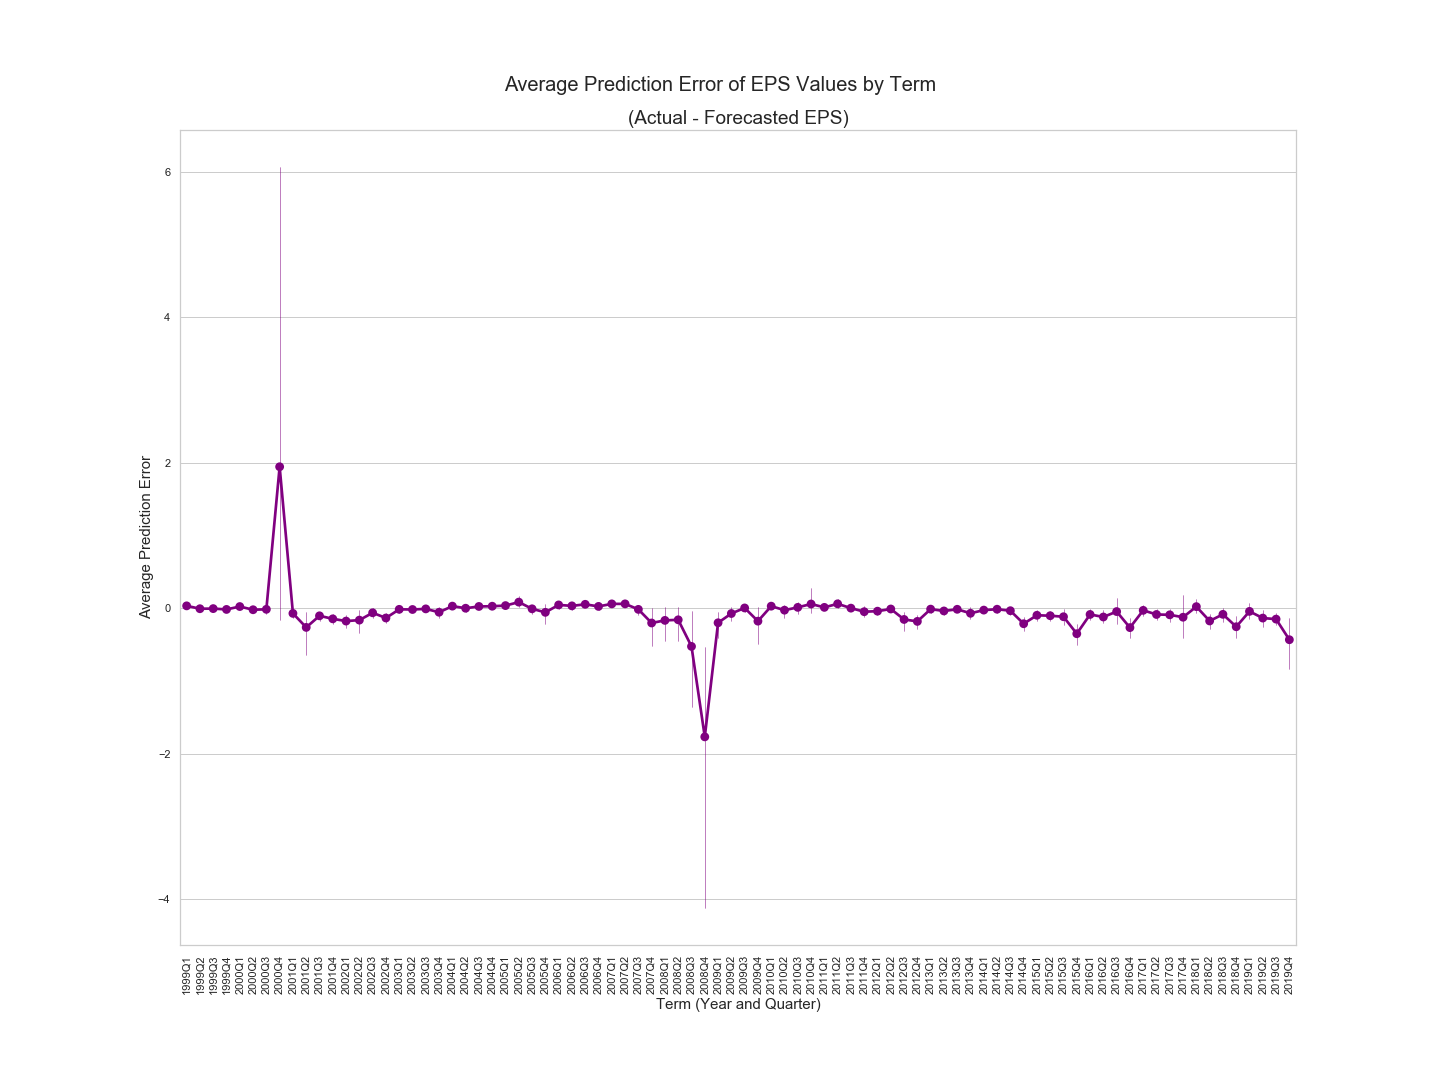 Average Prediction Error of EPS Values by Term
(Actual - Forecasted EPS)
6
4
2
0
−2
−4
Average Prediction Error
1999Q1
1999Q2
1999Q3
1999Q4
2000Q1
2000Q2
2000Q3
2000Q4
2001Q1
2001Q2
2001Q3
2001Q4
2002Q1
2002Q2
2002Q3
2002Q4
2003Q1
2003Q2
2003Q3
2003Q4
2004Q1
2004Q2
2004Q3
2004Q4
2005Q1
2005Q2
2005Q3
2005Q4
2006Q1
2006Q2
2006Q3
2006Q4
2007Q1
2007Q2
2007Q3
2007Q4
2008Q1
2008Q2
2008Q3
2008Q4
2009Q1
2009Q2
2009Q3
2009Q4
2010Q1
2010Q2
2010Q3
2010Q4
2011Q1
2011Q2
2011Q3
2011Q4
2012Q1
2012Q2
2012Q3
2012Q4
2013Q1
2013Q2
2013Q3
2013Q4
2014Q1
2014Q2
2014Q3
2014Q4
2015Q1
2015Q2
2015Q3
2015Q4
2016Q1
2016Q2
2016Q3
2016Q4
2017Q1
2017Q2
2017Q3
2017Q4
2018Q1
2018Q2
2018Q3
2018Q4
2019Q1
2019Q2
2019Q3
2019Q4
Term (Year and Quarter)